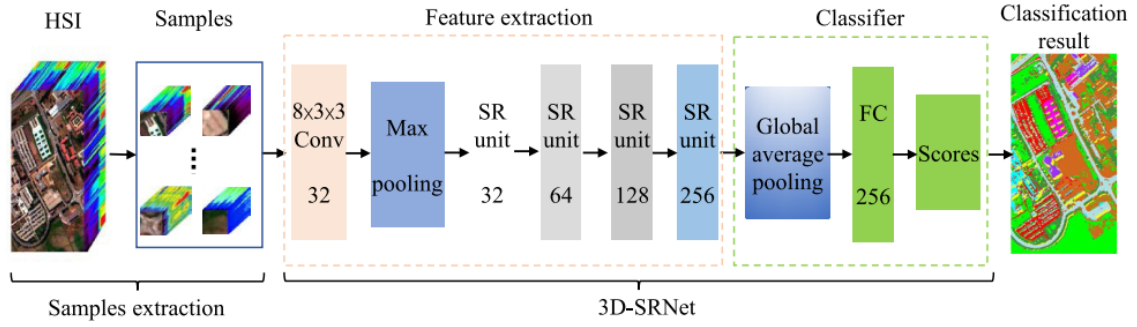 HSI
Samples
Feature extraction
Classifier
Classification
result
8×3×3
Conv
32
Max
pooling
SR
unit
32
SR
unit
64
SR
unit
128
SR
unit
256
Global
average
pooling
FC
256
Scores
Samples extraction
3D-SRNet